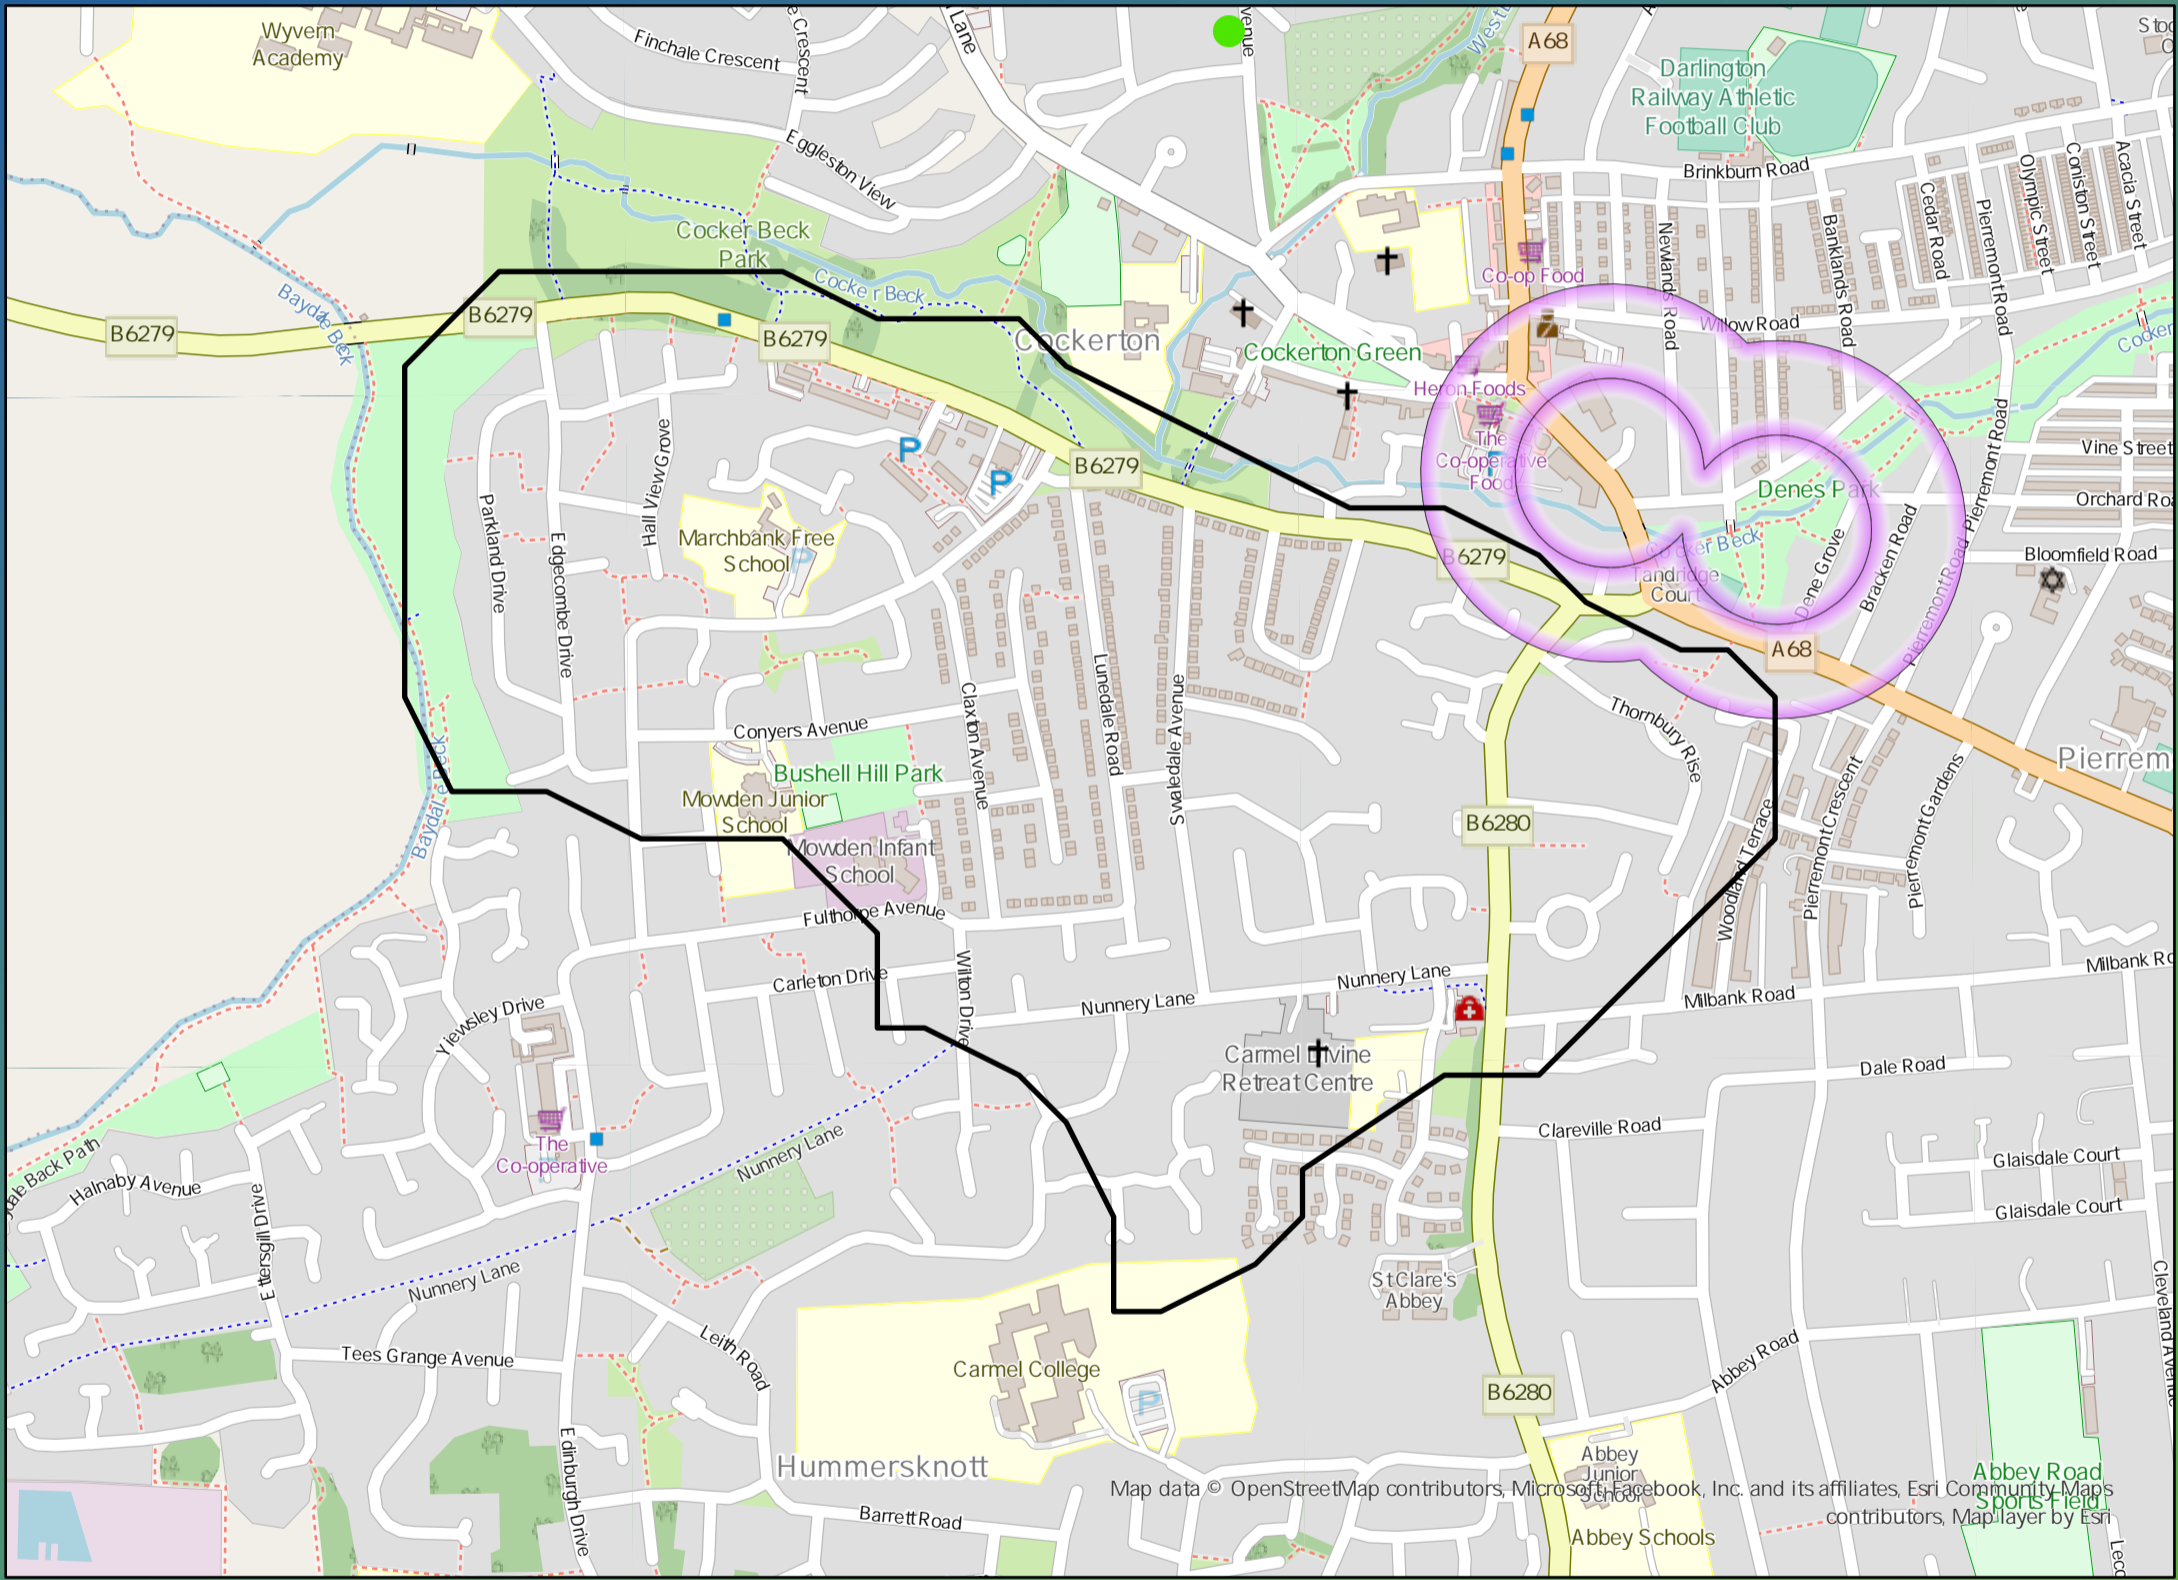 Wyvern
Academy
Finchale Crescent
Crescent
Lane
Eggleston View
A68
Darlington
Railway Athletic
Football Club
Brinkburn Road
Newlands Road
Banklands Road
Cedar Road
Pierremont Road
Olympic Street
Coniston Street
Acacia Street
Cocker Beck
Park
Cocker Beck
Co-op Food
Willow Road
Baydale Beck
B6279
B6279
B6279
Cockerton
Cockerton Green
Heron Foods
The
Co-operative
Food
Pierremont Road
Vine Street
Orchard Roa
Bloomfield Road
Denes Park
P
P
B6279
B6279
Cocker Beck
Tandridge
Court
Dene Grove
Bracken Road
Pierremont Road
A68
Hall View Grove
Parkland Drive
Edgecombe Drive
Marchbank Free
School
P
Claxton Avenue
Lunedale Road
Swaledale Avenue
Thornbury Rise
Conyers Avenue
Bushell Hill Park
Mowden Junior
School
Mowden Infant
School
Baydale Beck
B6280
Woodland Terrace
Pierremont Crescent
Pierremont Gardens
Pierrem
Fulthorpe Avenue
Carleton Drive
Wilton Drive
Nunnery Lane
Nunnery Lane
Milbank Road
Milbank Ro
Yiewsley Drive
Carmel Divine
Retreat Centre
Dale Road
Clareville Road
The
Co-operative
Nunnery Lane
Glaisdale Court
Glaisdale Court
dale Back Path
Halnaby Avenue
Ettersgill Drive
Nunnery Lane
St Clare's
Abbey
Tees Grange Avenue
Leith Road
Carmel College
P
B6280
Abbey Road
Edinburgh Drive
Hummersknott
Barrett Road
Abbey
Junior
School
Abbey Schools
Abbey Road
Sports Field
Map data © OpenStreetMap contributors, Microsoft, Facebook, Inc. and its affiliates, Esri Community Maps
contributors, Map layer by Esri